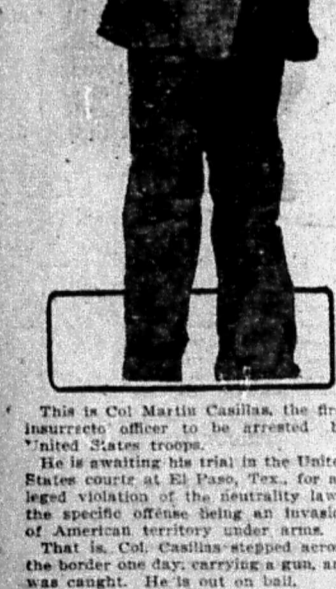 This is Col Martin Casillas, the fir
insurrecto officer to be arrested b
United States troops.
He is awaiting his trial in the Unite
States courts at El Paso, Tex., for a
leged violation of the neutrality law
the specific offense being an invasio
of American territory under arms.
That is, Col. Casillas stepped acro
the border one day, carrying a gun, an
was caught. He is out on bail.